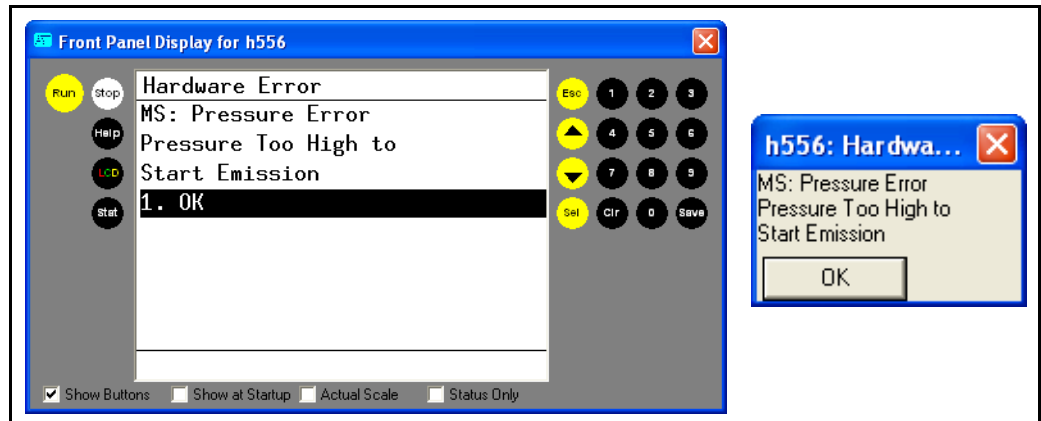 Front Panel Display for h556
Run
Stop
Help
LCD
Stat
Hardware Error
MS: Pressure Error
Pressure Too High to
Start Emission
1. OK
Esc 1 2 3
4 5 6
7 8 9
Sel Clr 0 Save
Show Buttons Show at Startup Actual Scale Status Only
h556: Hardwa...
MS: Pressure Error
Pressure Too High to
Start Emission
OK